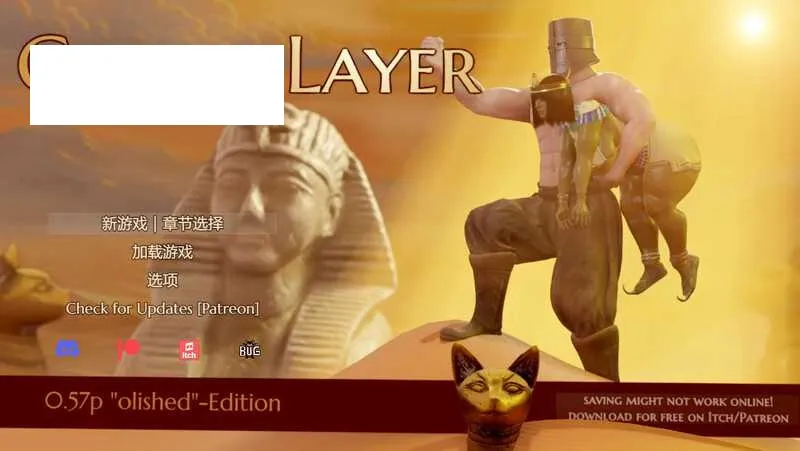 LAYER
新游戏 | 章节选择
加载游戏
选项
Check for Updates [Patreon]
itch
BUG
0.57p "olished"-Edition
SAVING MIGHT NOT WORK ONLINE!
DOWNLOAD FOR FREE ON ITCH/PATREON